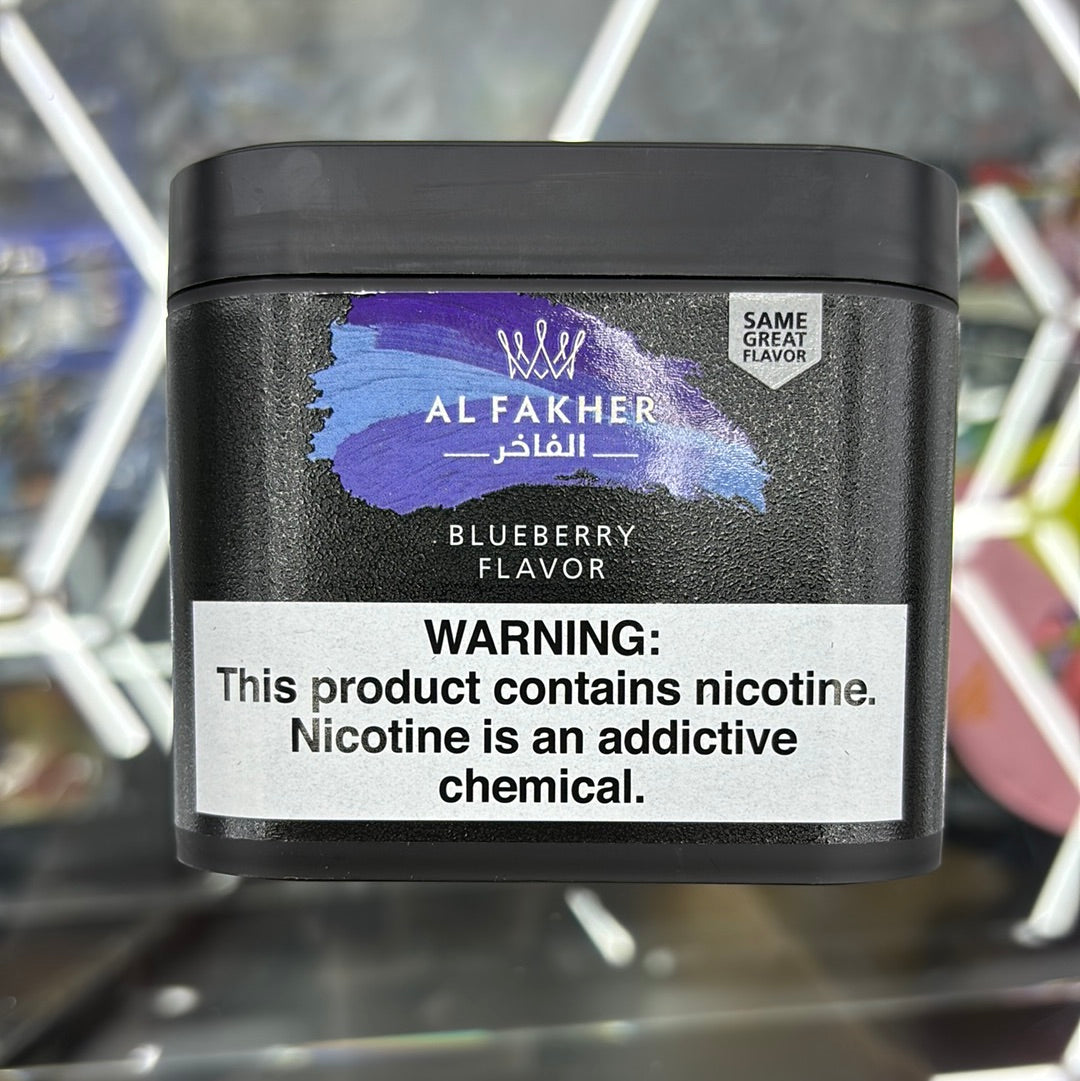 SAME
GREAT
FLAVOR
AL FAKHER
الفاخر
BLUEBERRY
FLAVOR
WARNING:
This product contains nicotine.
Nicotine is an addictive
chemical.